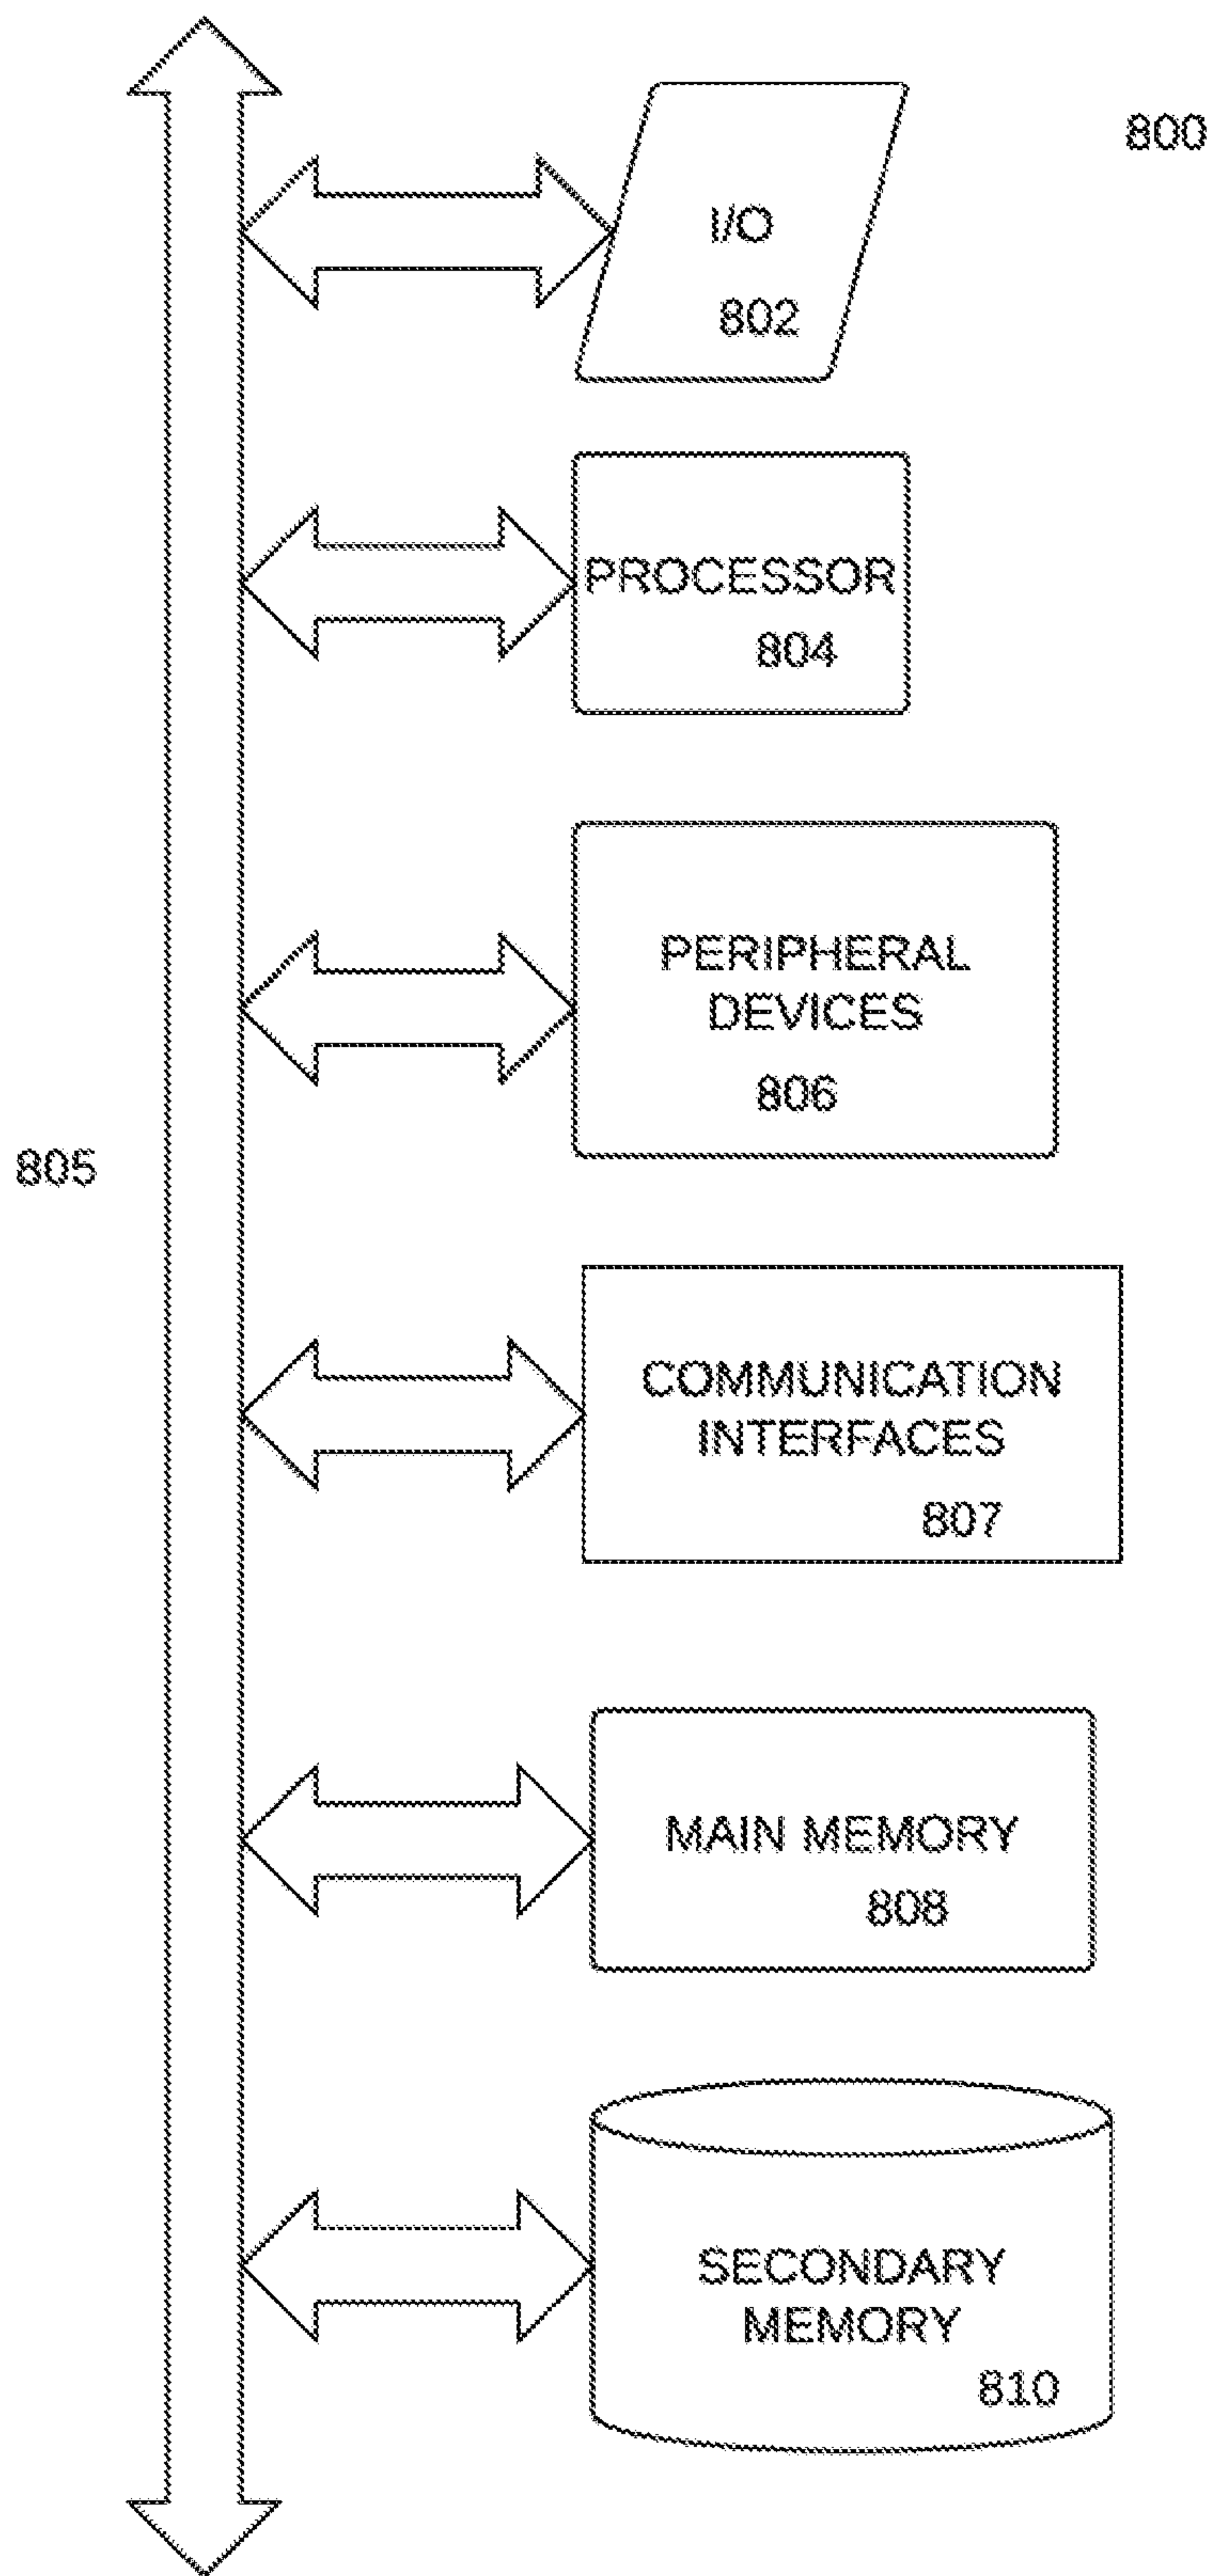 800
I/O
802
PROCESSOR
804
PERIPHERAL
DEVICES
806
805
COMMUNICATION
INTERFACES
807
MAIN MEMORY
808
SECONDARY
MEMORY
810